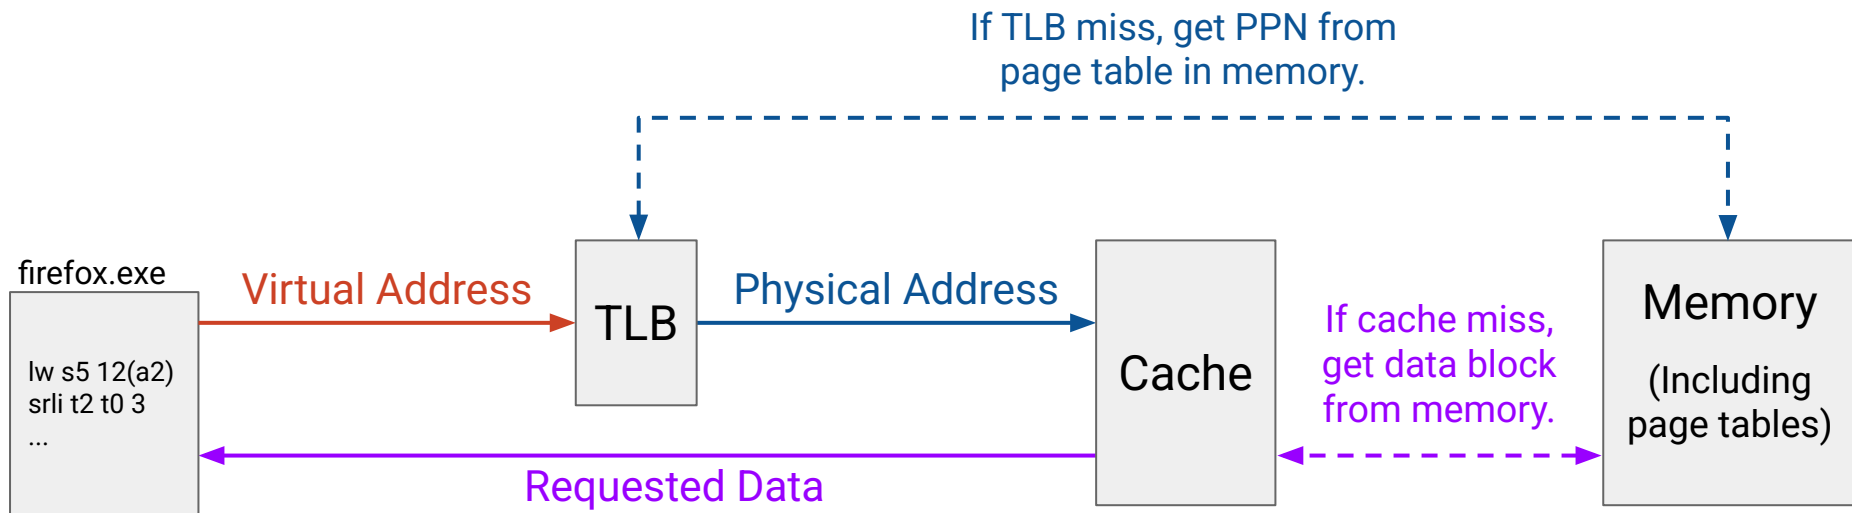 If TLB miss, get PPN from
page table in memory.
firefox.exe
lw s5 12(a2)
srli t2 t0 3
...
Virtual Address
TLB
Physical Address
Cache
If cache miss,
get data block
from memory.
Memory
(Including
page tables)
Requested Data